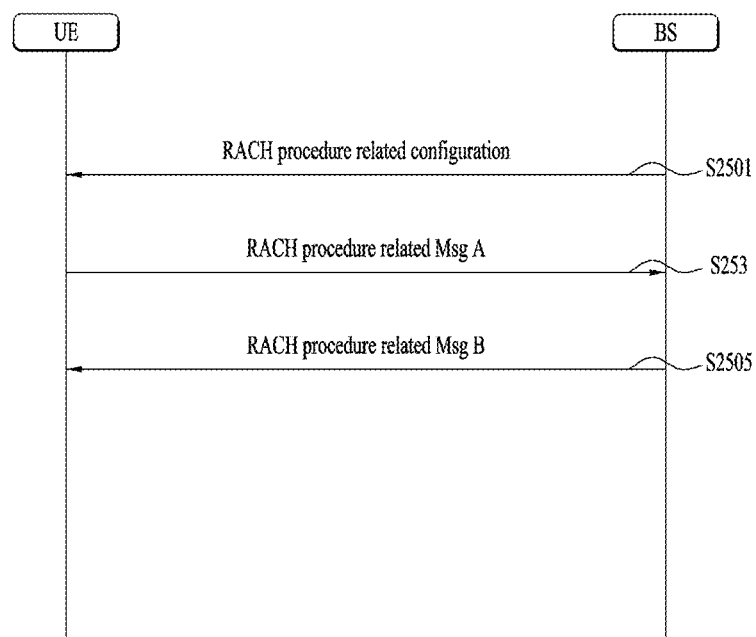 UE
BS
RACH procedure related configuration
S2501
RACH procedure related Msg A
S253
RACH procedure related Msg B
S2505